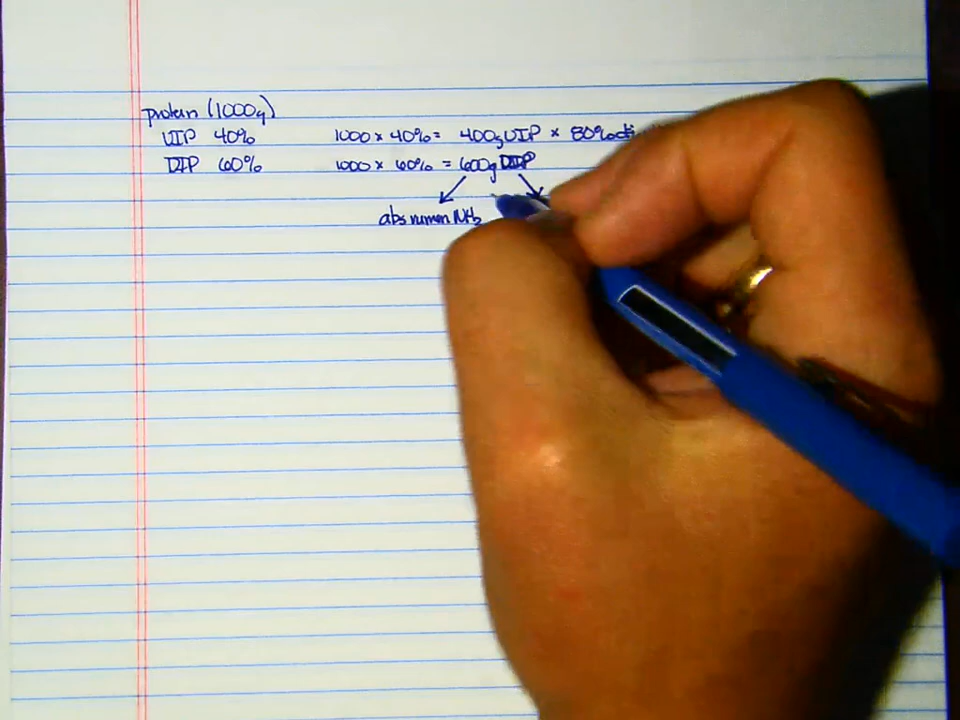 protein (1000g)
UIP 40% 1000 × 40% = 400g UIP × 80%
DIP 60% 1000 × 60% = 600g DIP
abs rumen NH3